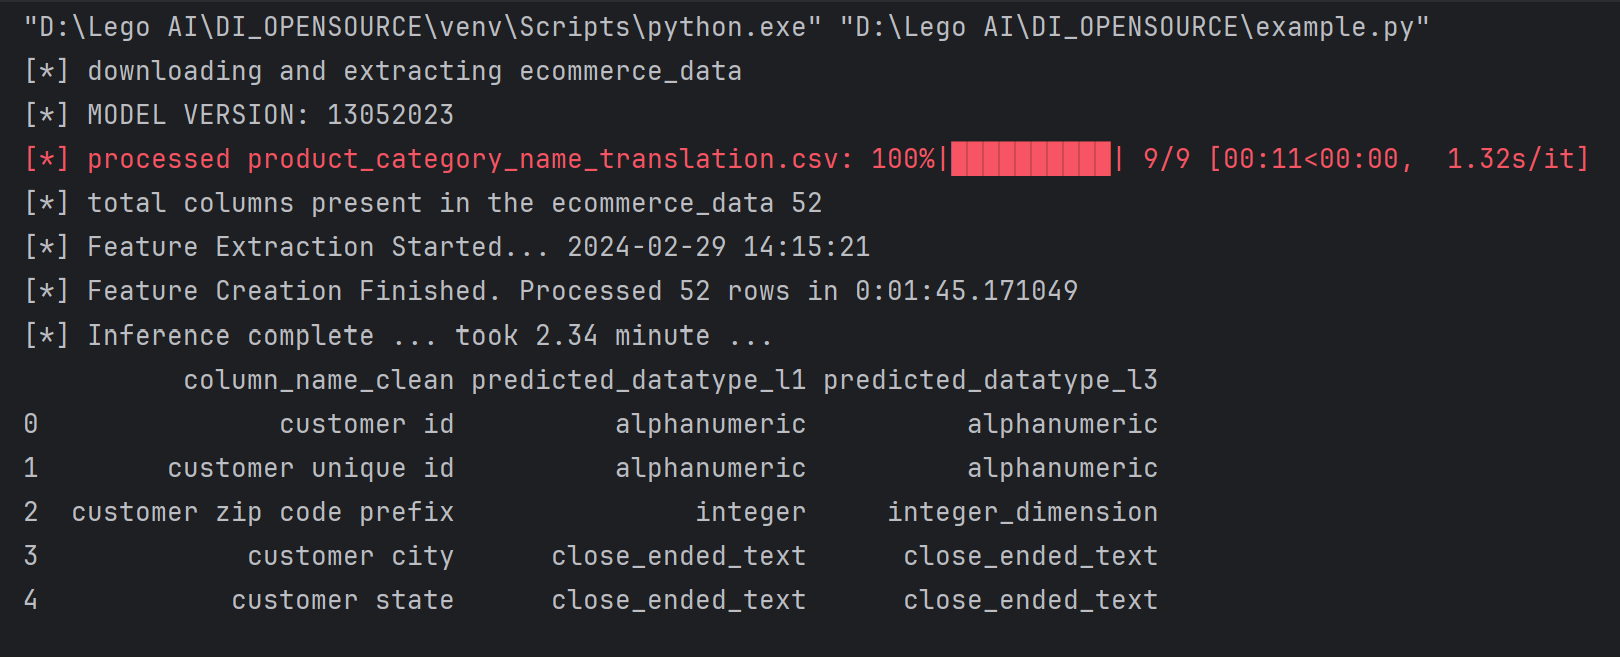 "D:\Lego AI\DI_OPENSOURCE\venv\Scripts\python.exe" "D:\Lego AI\DI_OPENSOURCE\example.py"
[*] downloading and extracting ecommerce_data
[*] MODEL VERSION: 13052023
[*] processed product_category_name_translation.csv: 100%|██████████| 9/9 [00:11<00:00,  1.32s/it]
[*] total columns present in the ecommerce_data 52
[*] Feature Extraction Started... 2024-02-29 14:15:21
[*] Feature Creation Finished. Processed 52 rows in 0:01:45.171049
[*] Inference complete ... took 2.34 minute ...
          column_name_clean predicted_datatype_l1 predicted_datatype_l3
0               customer id          alphanumeric          alphanumeric
1        customer unique id          alphanumeric          alphanumeric
2  customer zip code prefix               integer     integer_dimension
3             customer city      close_ended_text      close_ended_text
4            customer state      close_ended_text      close_ended_text